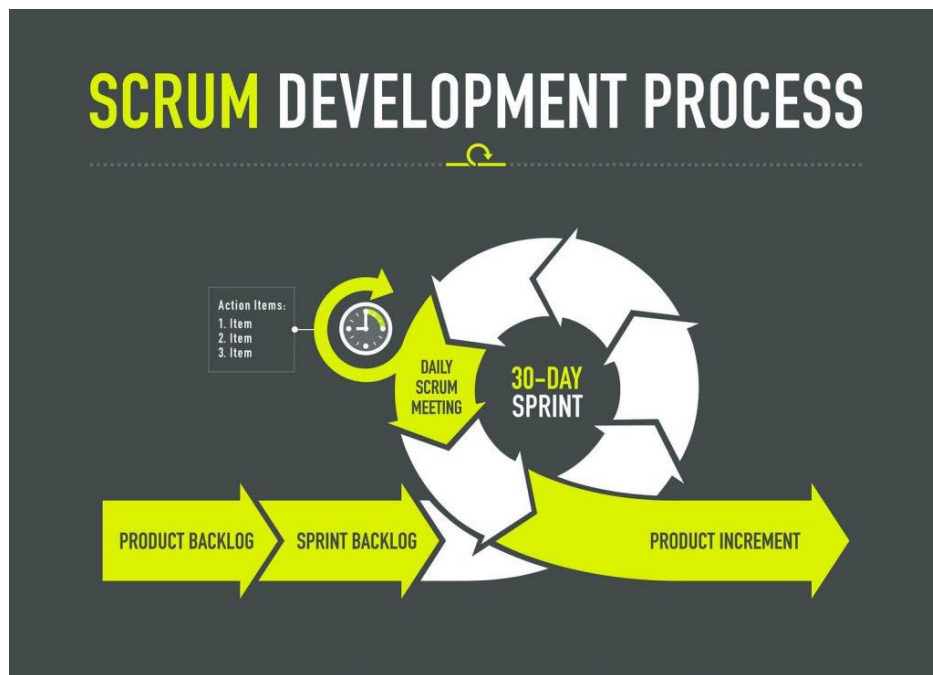 SCRUM DEVELOPMENT PROCESS
Action Items:
1. Item
2. Item
3. Item
DAILY
SCRUM
MEETING
30-DAY
SPRINT
PRODUCT BACKLOG
SPRINT BACKLOG
PRODUCT INCREMENT